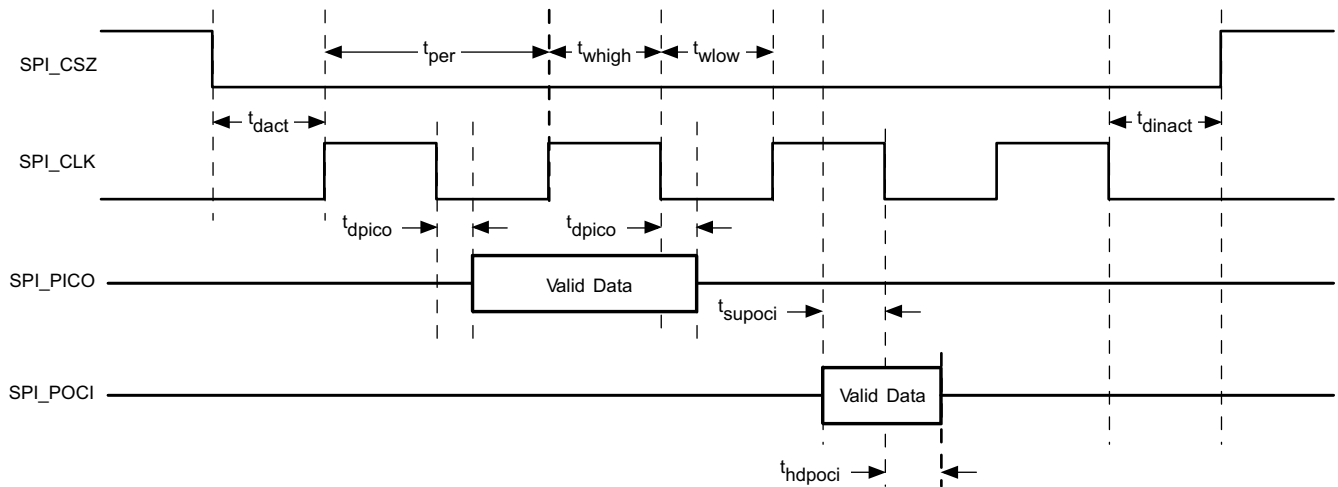 t_per t_whigh t_wlow
SPI_CSZ
t_dact t_dinact
SPI_CLK
t_dpico t_dpico
SPI_PICO Valid Data
t_supoci
SPI_POCI Valid Data
t_hdpoci